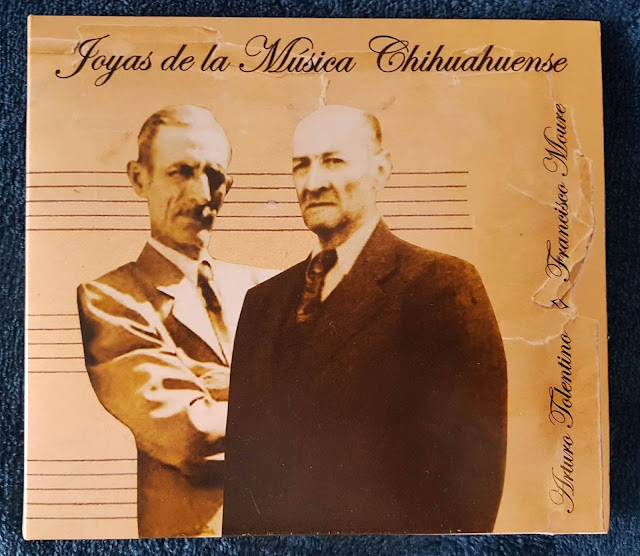 Joyas de la Música Chihuahuense
Arturo Tolentino y Francisco Moure